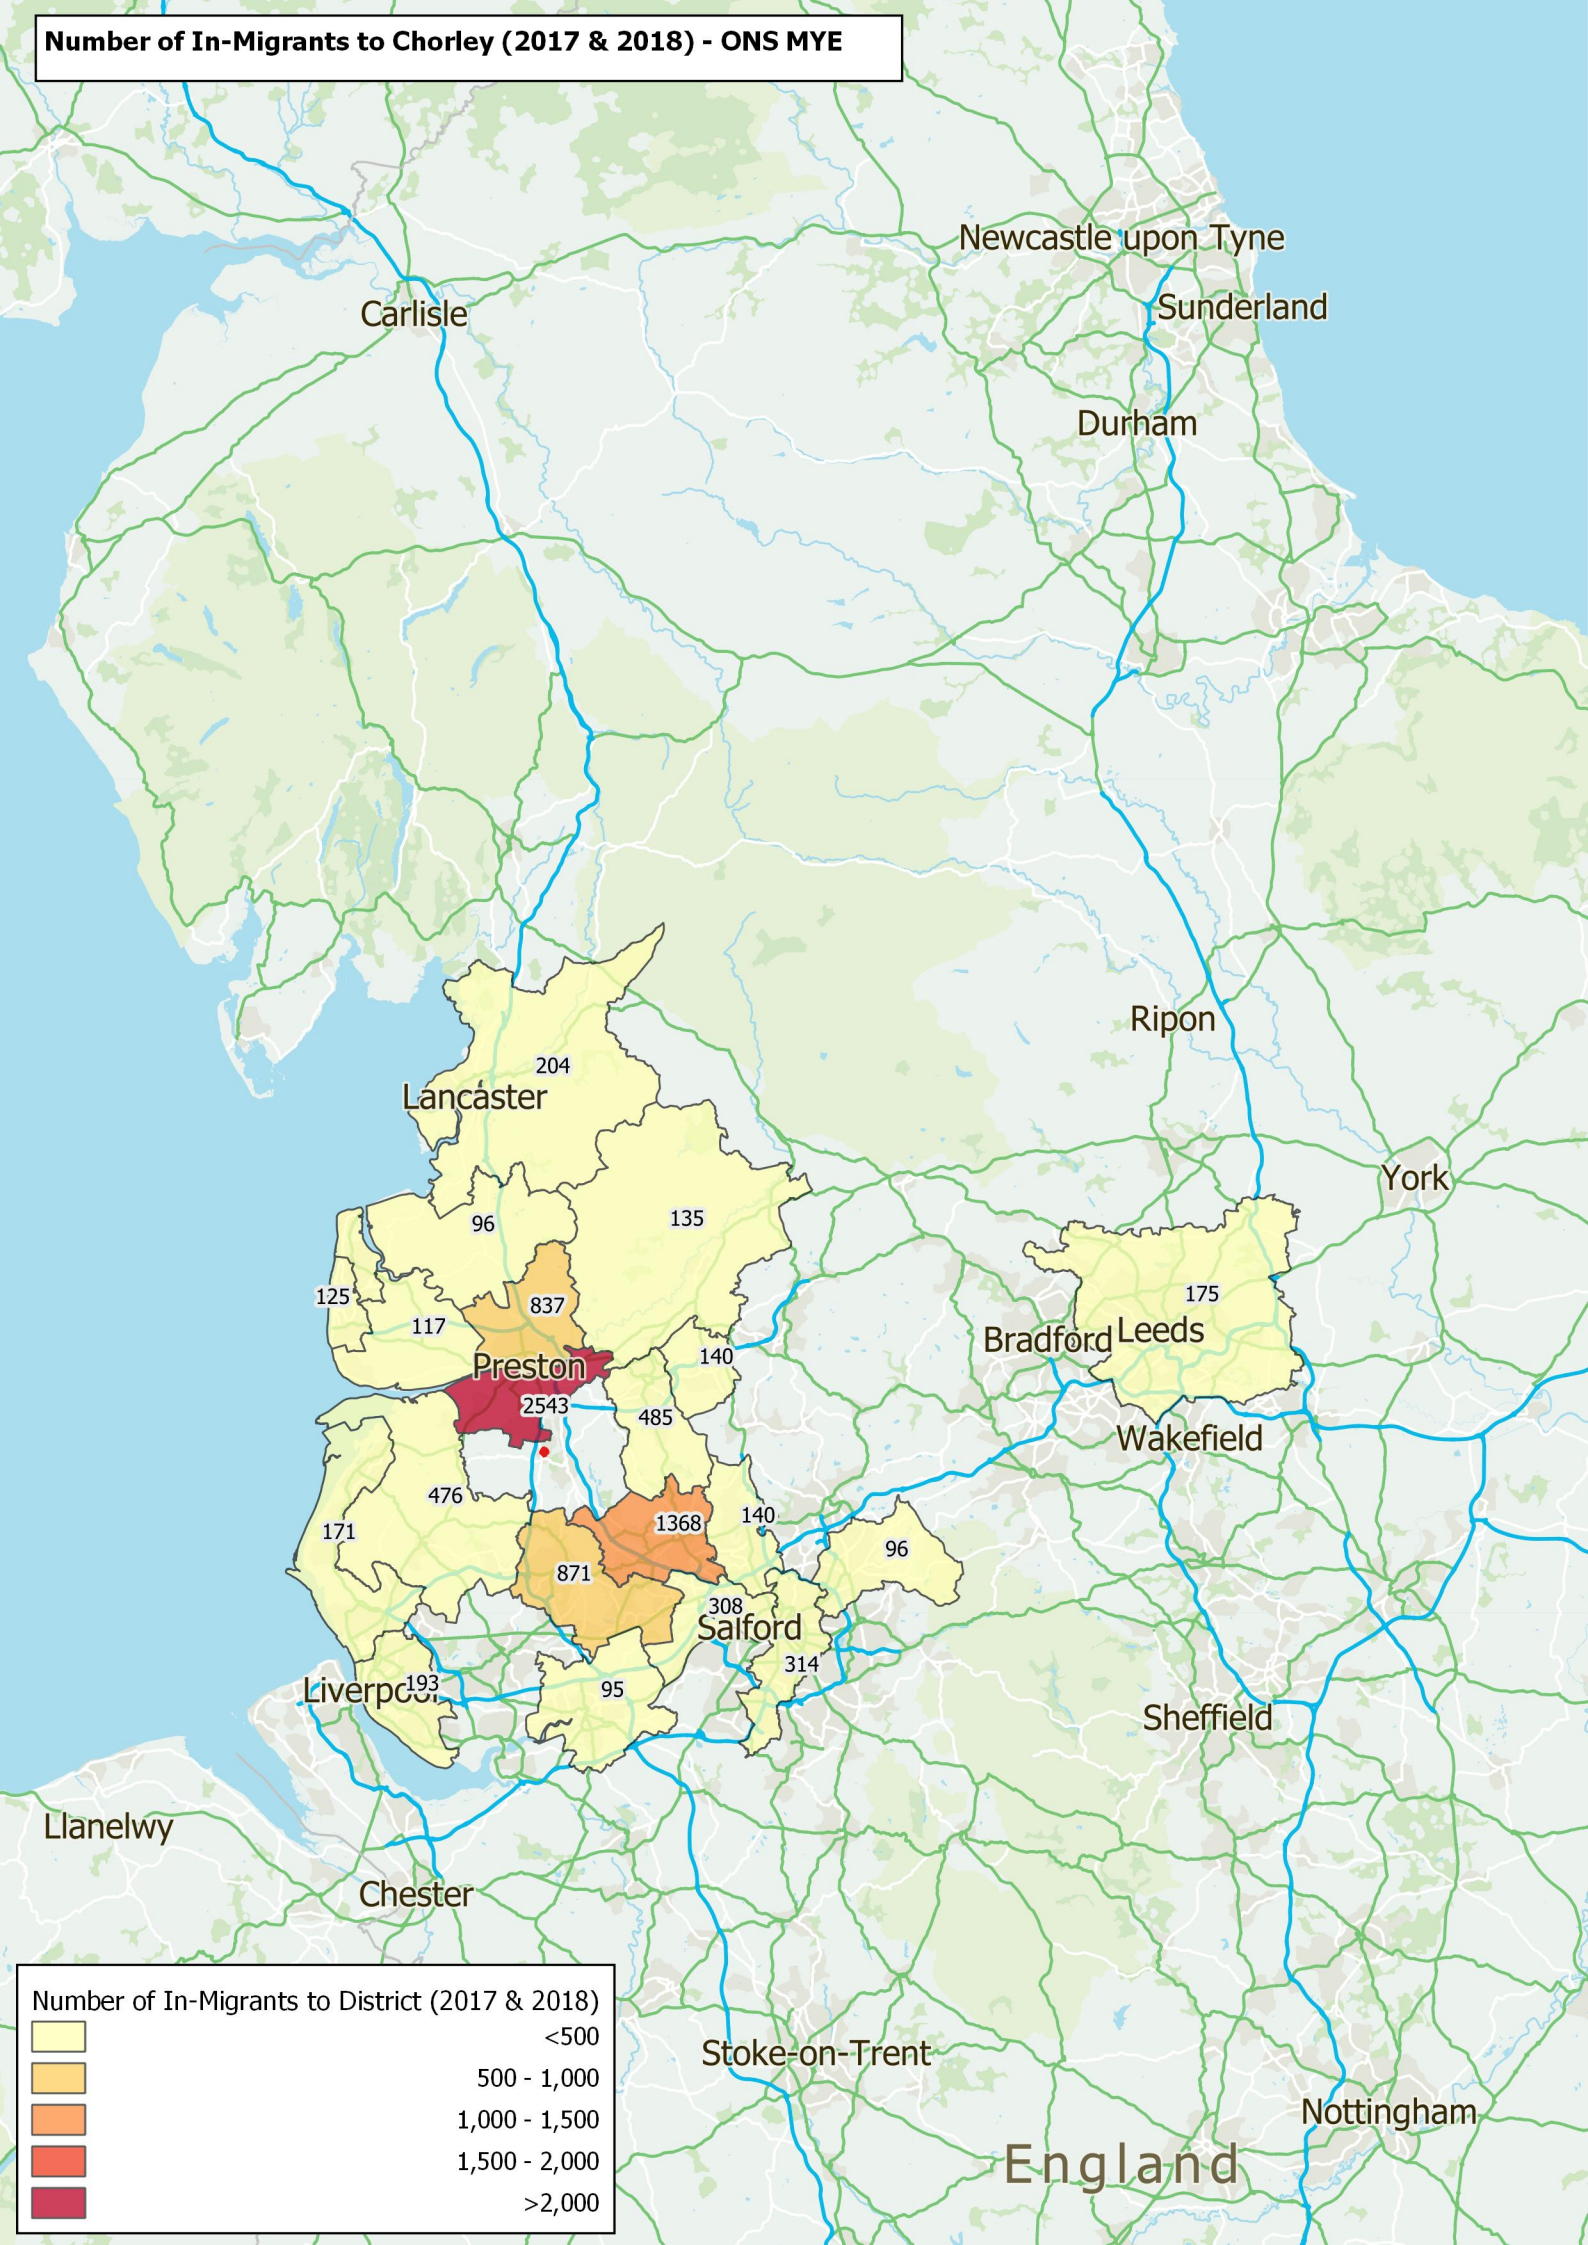 Number of In-Migrants to Chorley (2017 & 2018) - ONS MYE
Newcastle upon Tyne
Sunderland
Carlisle
Durham
Ripon
204
Lancaster
York
135
96
175
125
837
117
Leeds
Bradford
140
Preston
2543
485
Wakefield
476
140
1368
171
96
871
308
Salford
314
193
Liverpool
95
Sheffield
Llanelwy
Chester
Number of In-Migrants to District (2017 & 2018)
<500
500 - 1,000
1,000 - 1,500
1,500 - 2,000
>2,000
Stoke-on-Trent
Nottingham
England